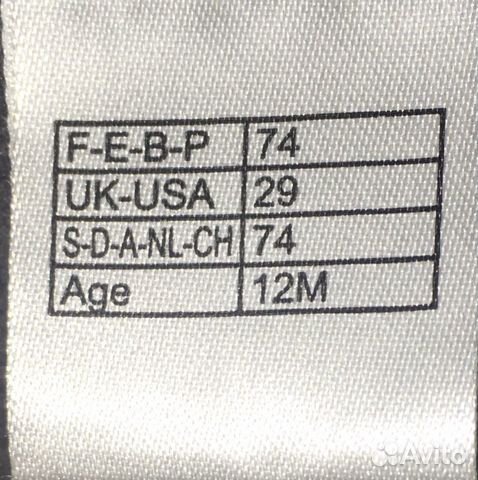 F-E-B-P 74
UK-USA 29
S-D-A-NL-CH 74
Age 12M
Avito